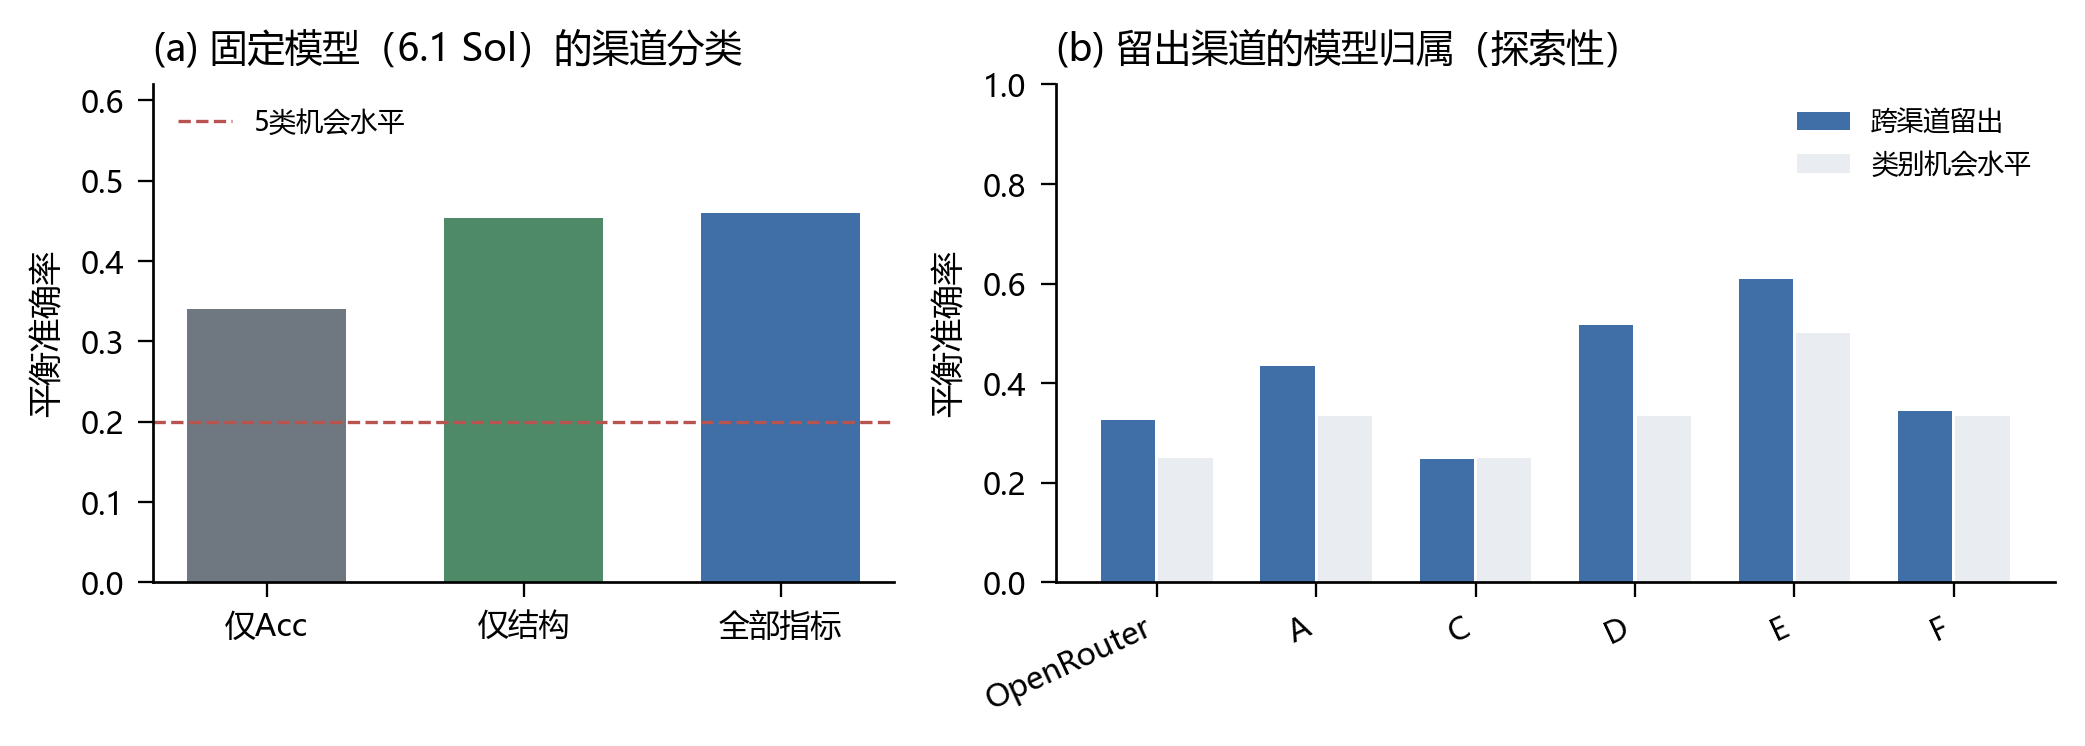 (a) 固定模型（6.1 Sol）的渠道分类
平衡准确率
0.6
0.5
0.4
0.3
0.2
0.1
0.0
5类机会水平
仅Acc
仅结构
全部指标
(b) 留出渠道的模型归属（探索性）
平衡准确率
1.0
0.8
0.6
0.4
0.2
0.0
跨渠道留出
类别机会水平
OpenRouter
A
C
D
E
F